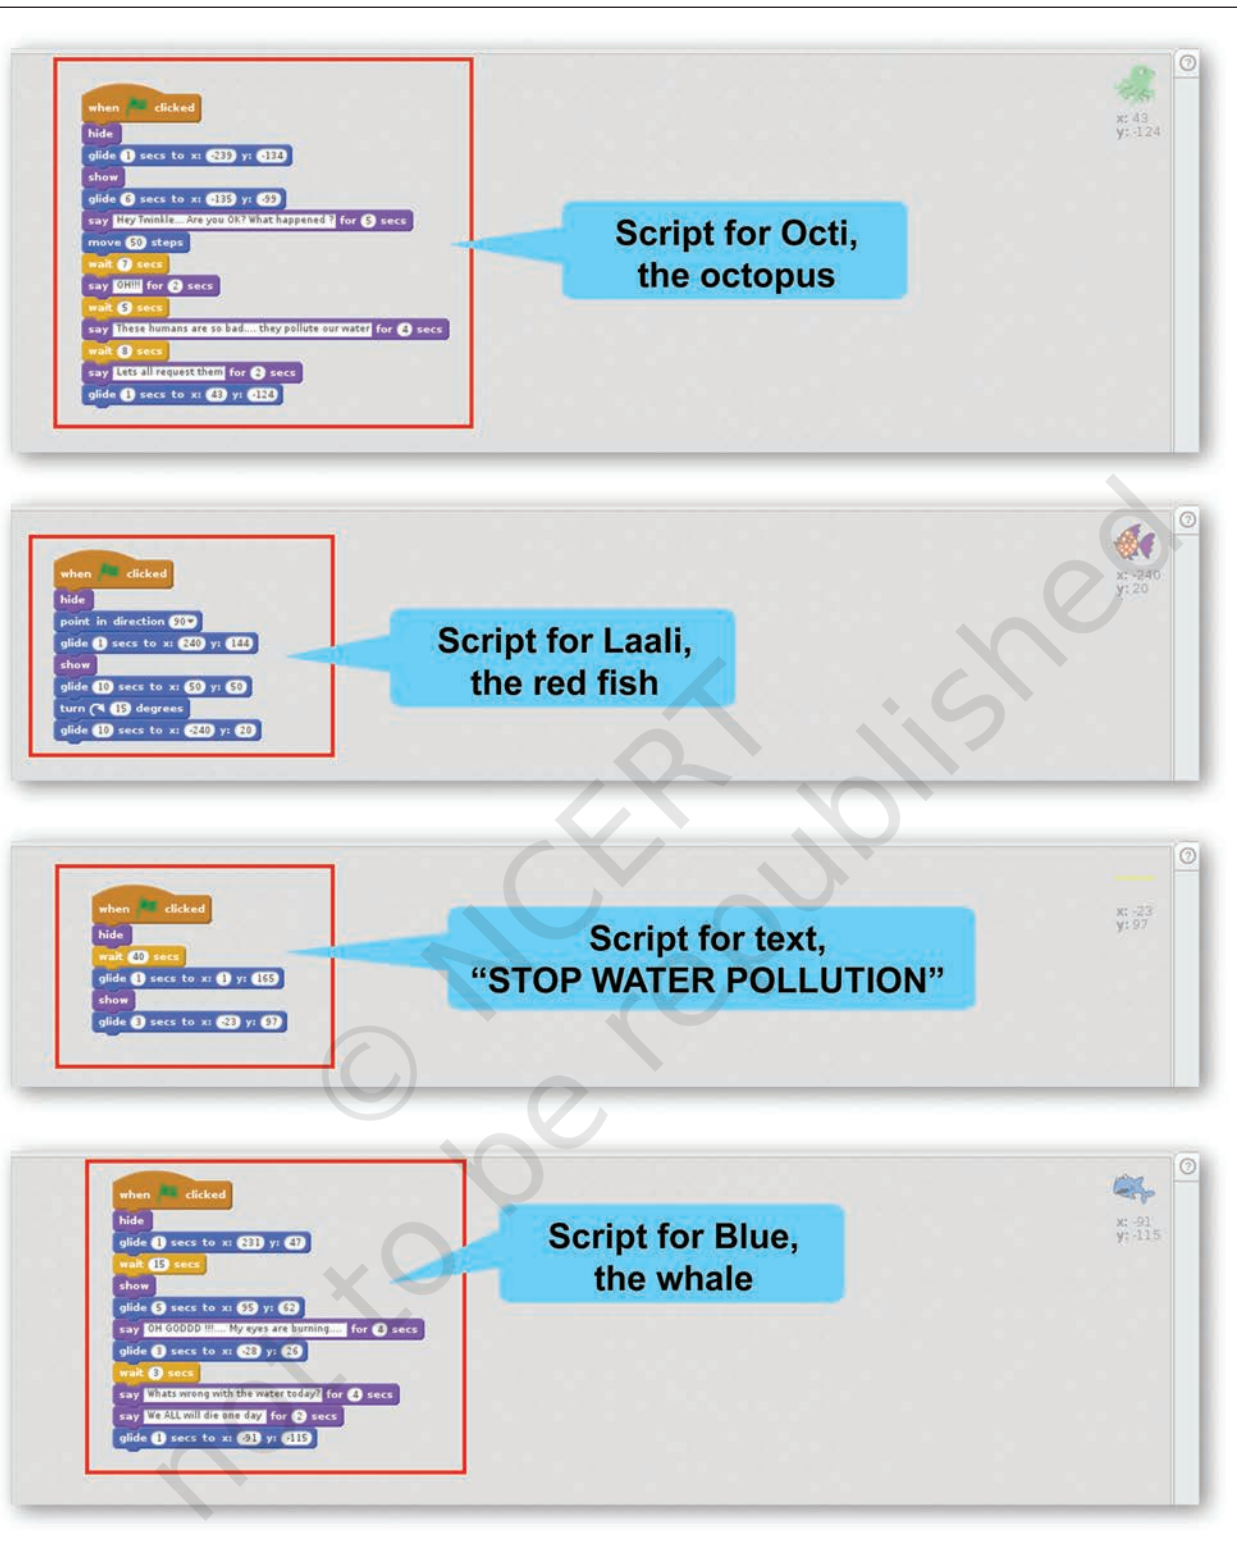 when clicked
hide
glide 1 secs to x: -239 y: -134
show
glide 6 secs to x: -135 y: -99
say Hey Twinkle... Are you OK? What happened ? for 5 secs
move 50 steps
wait 7 secs
say OH!!! for 2 secs
wait 5 secs
say These humans are so bad.... they pollute our water for 4 secs
wait 8 secs
say Lets all request them for 2 secs
glide 1 secs to x: 43 y: -124
Script for Octi,
the octopus
x: 43
y: -124
?
when clicked
hide
point in direction 90
glide 1 secs to x: 240 y: 144
show
glide 10 secs to x: 50 y: 50
turn 15 degrees
glide 10 secs to x: -240 y: 20
Script for Laali,
the red fish
x: -240
y: 20
?
when clicked
hide
wait 40 secs
glide 1 secs to x: 1 y: 165
show
glide 3 secs to x: -23 y: 97
Script for text,
“STOP WATER POLLUTION”
x: -23
y: 97
?
when clicked
hide
glide 1 secs to x: 231 y: 47
wait 15 secs
show
glide 5 secs to x: 95 y: 62
say OH GODDD !!!.... My eyes are burning.... for 4 secs
glide 3 secs to x: -28 y: 26
wait 3 secs
say Whats wrong with the water today? for 4 secs
say We ALL will die one day for 2 secs
glide 1 secs to x: -91 y: -115
Script for Blue,
the whale
x: -91
y: -115
?
© NCERT
not to be republished